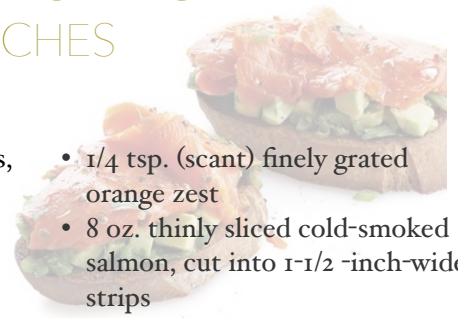 CHES
s,
• 1/4 tsp. (scant) finely grated
orange zest
• 8 oz. thinly sliced cold-smoked
salmon, cut into 1-1/2 -inch-wide
strips